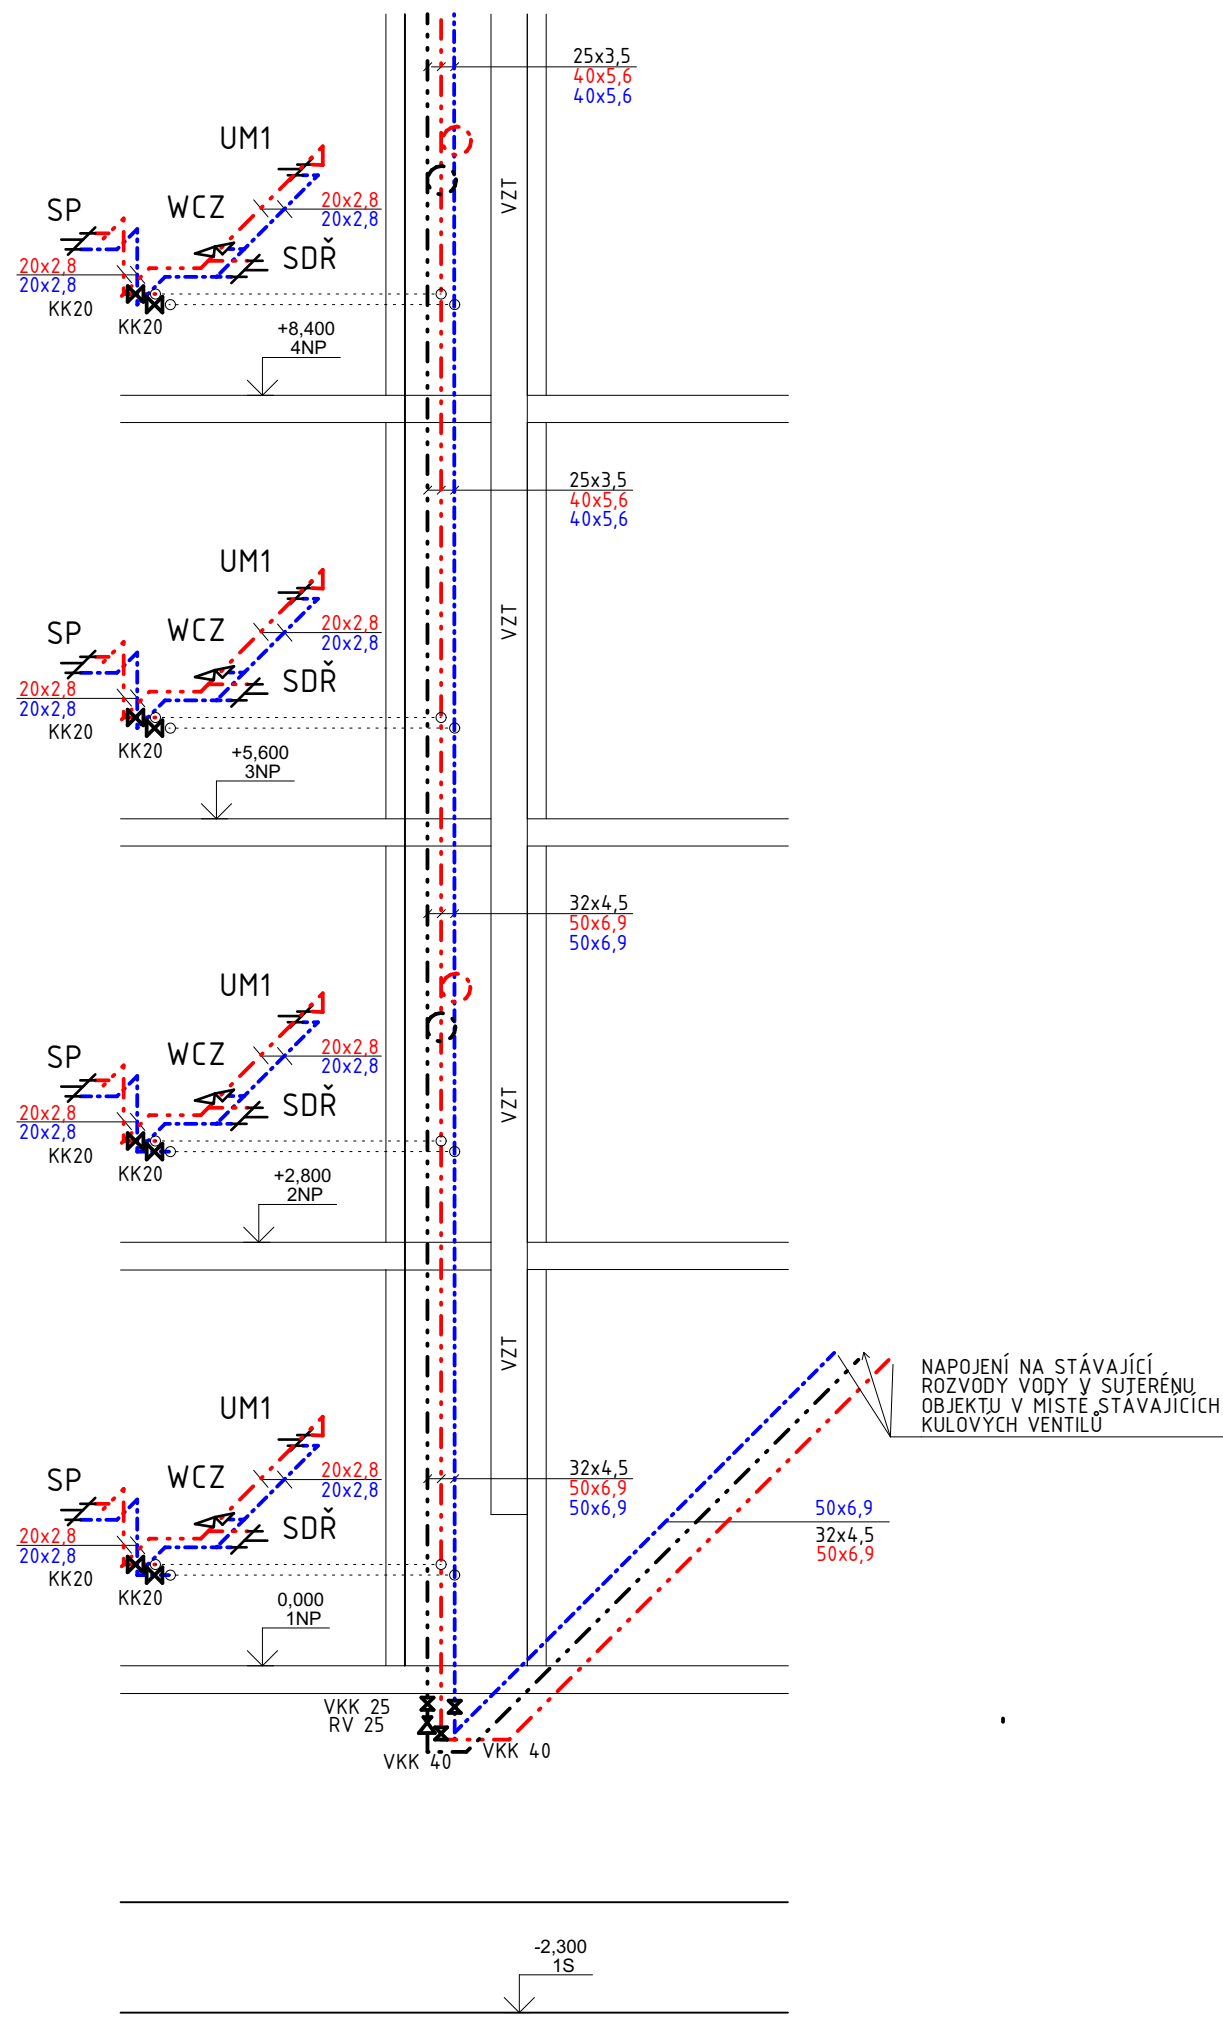 25x3,5
40x5,6
40x5,6
UM1
VZT
WCZ
20x2,8
20x2,8
SP
SDŘ
20x2,8
20x2,8
KK20
KK20
+8,400
4NP
25x3,5
40x5,6
40x5,6
UM1
VZT
WCZ
20x2,8
20x2,8
SP
SDŘ
20x2,8
20x2,8
KK20
KK20
+5,600
3NP
32x4,5
50x6,9
50x6,9
UM1
WCZ
20x2,8
20x2,8
SP
VZT
SDŘ
20x2,8
20x2,8
KK20
KK20
+2,800
2NP
VZT
NAPOJENÍ NA STÁVAJÍCÍ
ROZVODY VODY V SUTERÉNU
OBJEKTU V MÍSTĚ STÁVAJÍCÍCH
KULOVÝCH VENTILŮ
UM1
WCZ
20x2,8
20x2,8
32x4,5
50x6,9
50x6,9
SP
SDŘ
50x6,9
32x4,5
50x6,9
20x2,8
20x2,8
KK20
KK20
0,000
1NP
VKK 25
RV 25
VKK 40
VKK 40
-2,300
1S